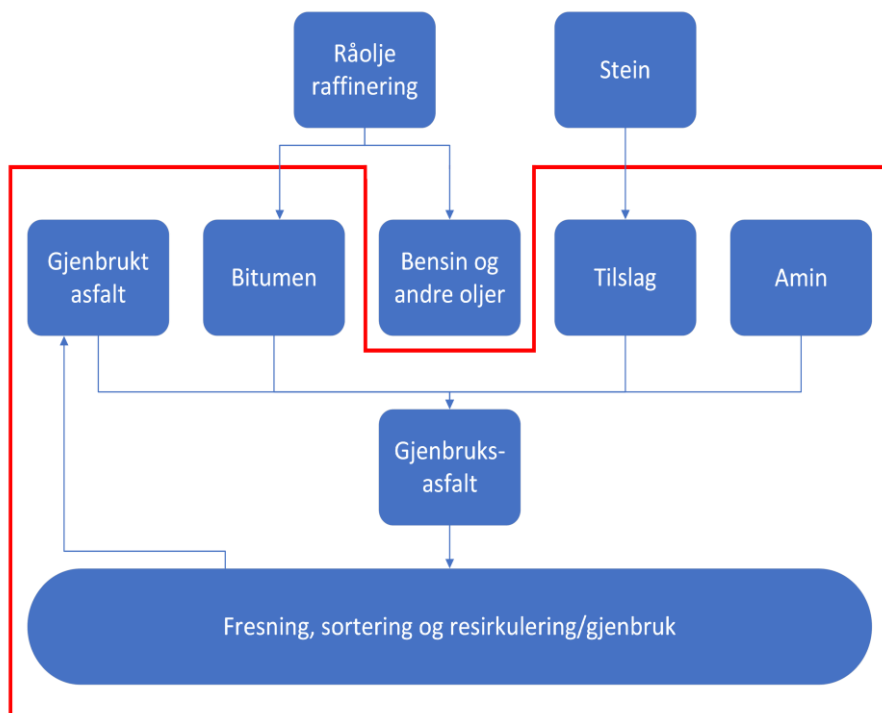 Råolje
raffinering
Stein
Gjenbrukt
asfalt
Bitumen
Bensin og
andre oljer
Tilslag
Amin
Gjenbruks-
asfalt
Fresning, sortering og resirkulering/gjenbruk